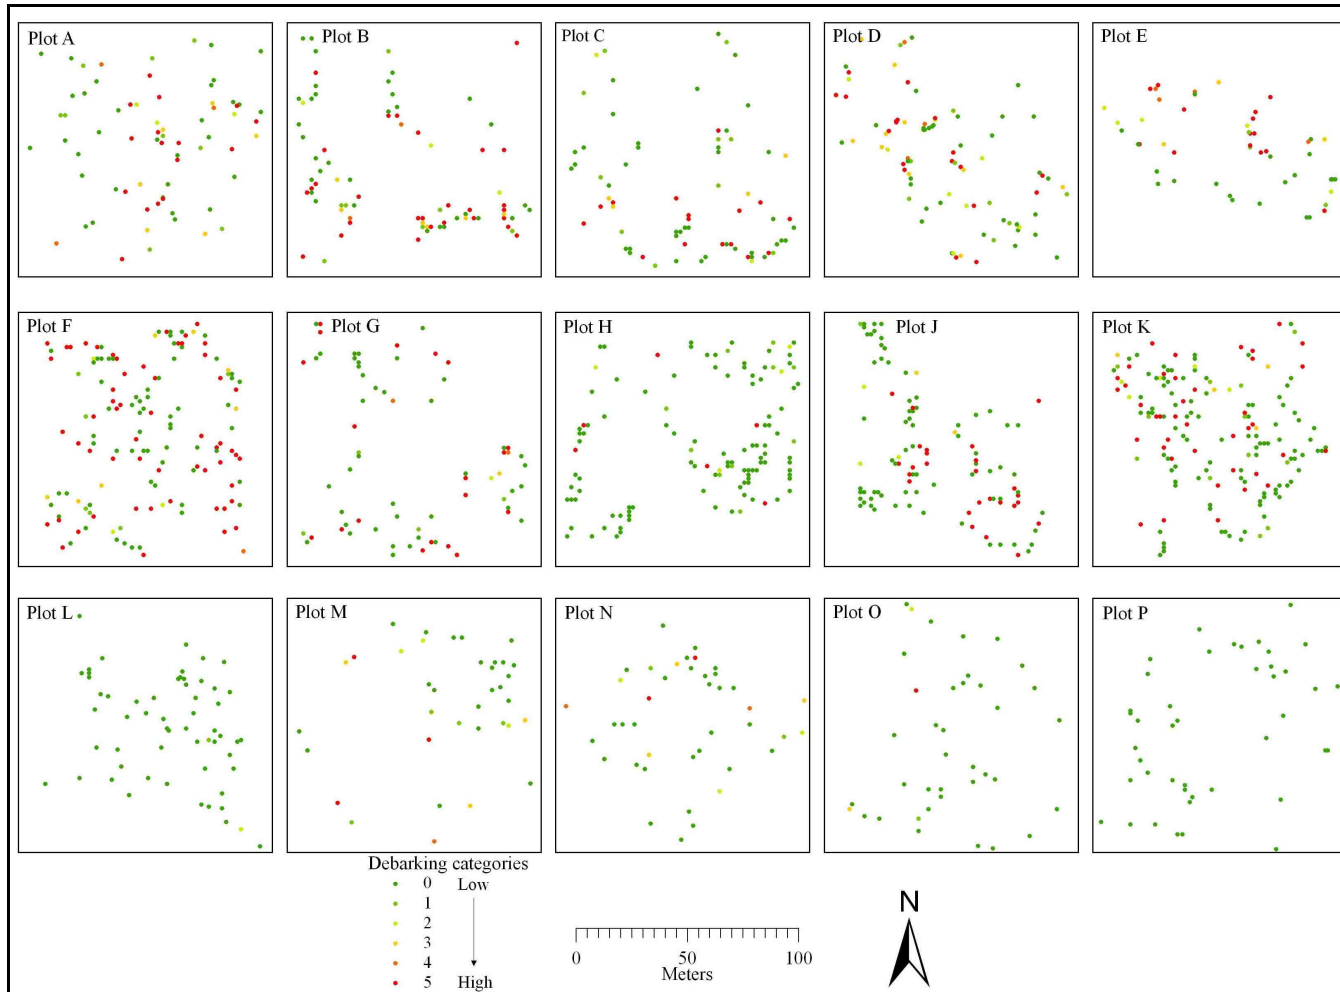 Plot A
Plot B
Plot C
Plot D
Plot E
Plot F
Plot G
Plot H
Plot J
Plot K
Plot L
Plot M
Plot N
Plot O
Plot P
Debarking categories
0 Low
1
2
3
4
5 High
0 50 100
Meters
N